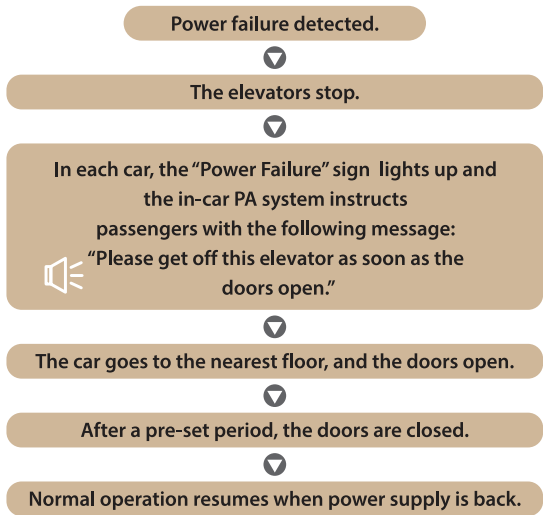 Power failure detected.
The elevators stop.
In each car, the “Power Failure” sign lights up and
the in-car PA system instructs
passengers with the following message:
“Please get off this elevator as soon as the
doors open.”
The car goes to the nearest floor, and the doors open.
After a pre-set period, the doors are closed.
Normal operation resumes when power supply is back.